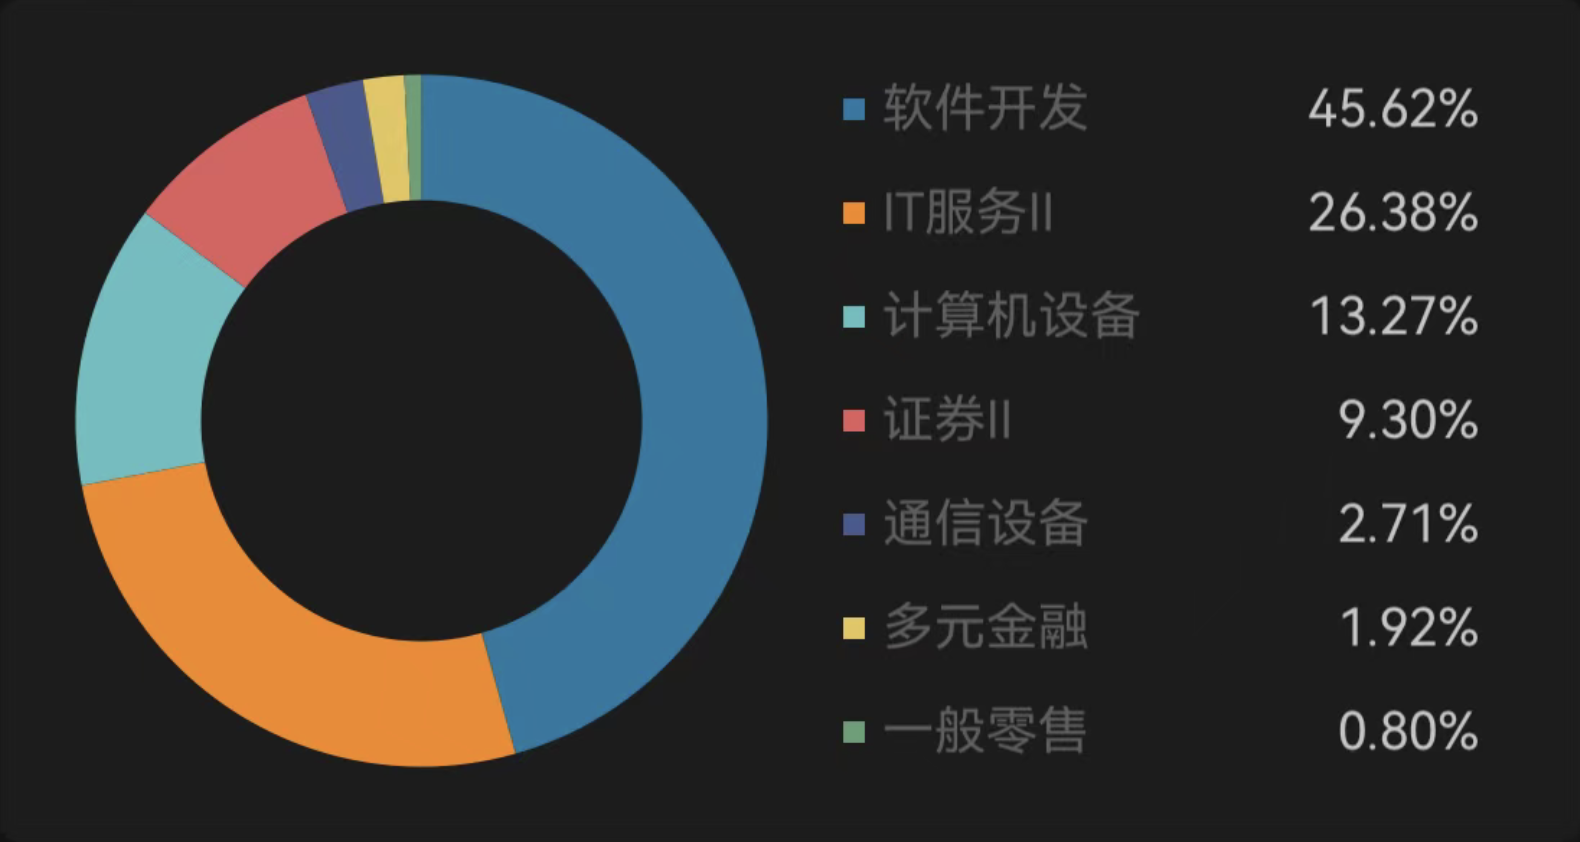 软件开发 45.62%
IT服务II 26.38%
计算机设备 13.27%
证券II 9.30%
通信设备 2.71%
多元金融 1.92%
一般零售 0.80%